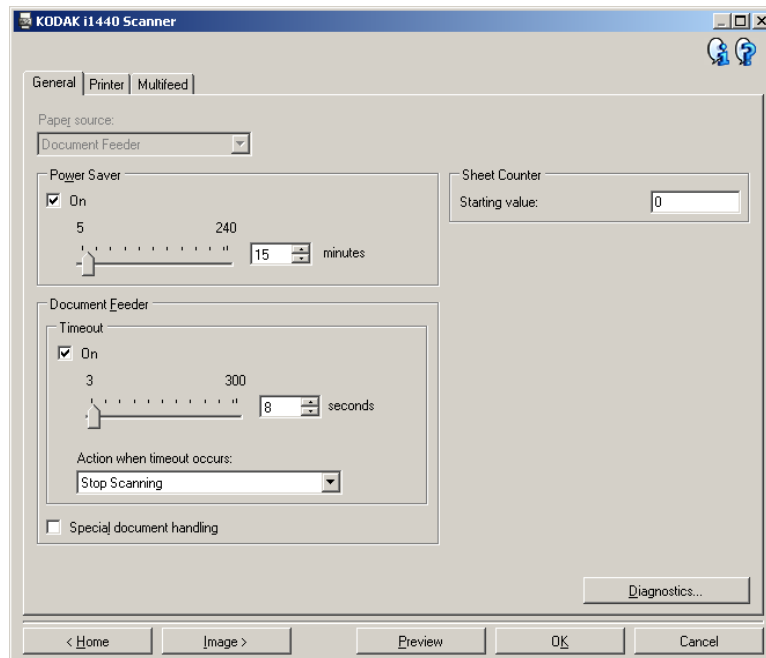 KODAK i1440 Scanner
General Printer Multifeed
Paper source:
Document Feeder
Power Saver
On
5 240
15 minutes
Sheet Counter
Starting value: 0
Document Feeder
Timeout
On
3 300
8 seconds
Action when timeout occurs:
Stop Scanning
Special document handling
Diagnostics...
< Home Image > Preview OK Cancel